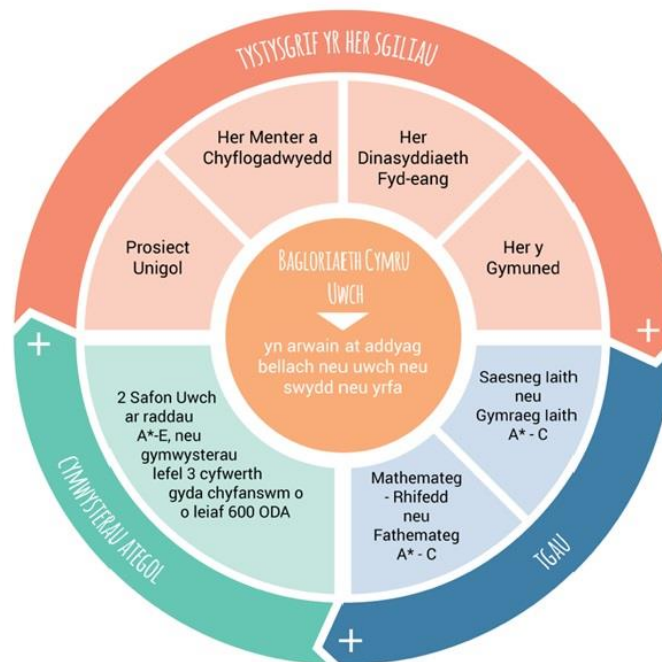 TYSTYSGRIF YR HER SGILIAU
Her Menter a
Chyflogadwyedd
Her
Dinasyddiaeth
Fyd-eang
Prosiect
Unigol
Her y
Gymuned
BAGLORIAETH CYMRU
UWCH
yn arwain at addyag
bellach neu uwch neu
swydd neu yrfa
2 Safon Uwch
ar raddau
A*-E, neu
gymwysterau
lefel 3 cyfwerth
gyda chyfanswm o
o leiaf 600 ODA
Saesneg Iaith
neu
Gymraeg Iaith
A* - C
Mathemateg
- Rhifedd
neu
Fathemateg
A* - C
+
+
+
CYMWYSTERAU ATEGOL
TGAU